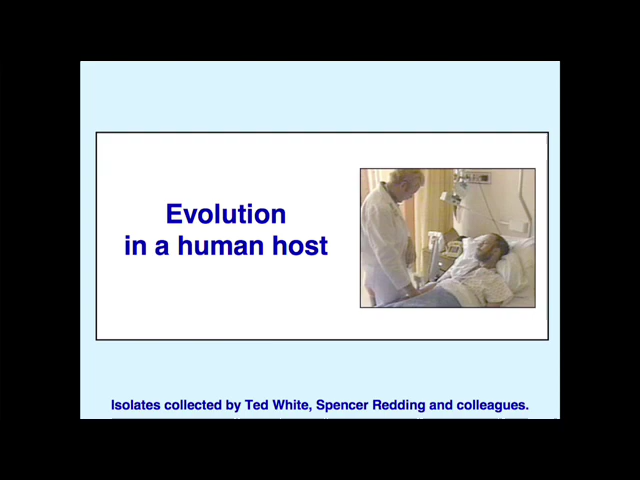 Evolution
in a human host
Isolates collected by Ted White, Spencer Redding and colleagues.